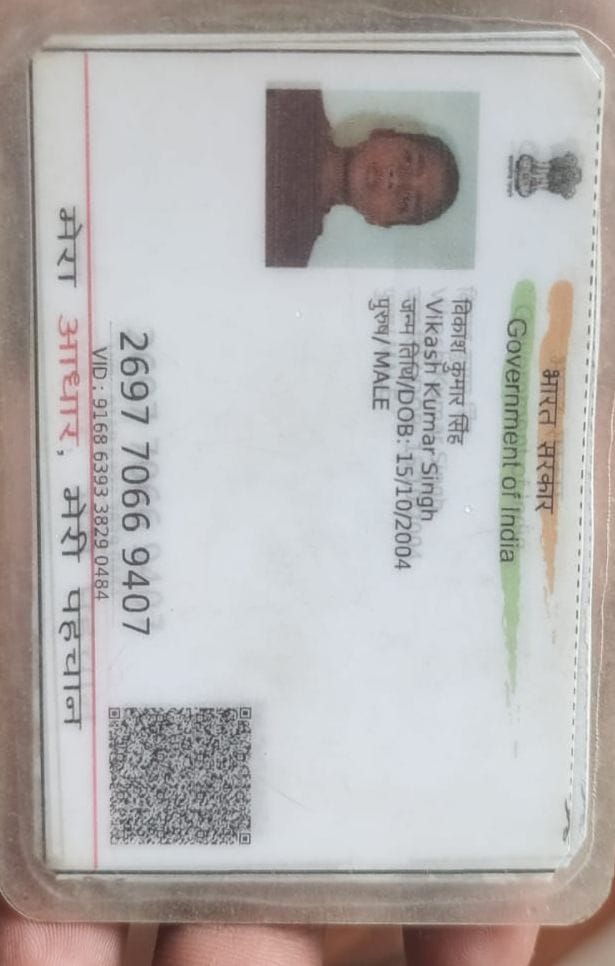 भारत सरकार
Government of India
विकाश कुमार सिंह
Vikash Kumar Singh
जन्म तिथि/DOB: 15/10/2004
पुरुष/ MALE
2697 7066 9407
VID : 9168 6393 3829 0484
मेरा आधार, मेरी पहचान